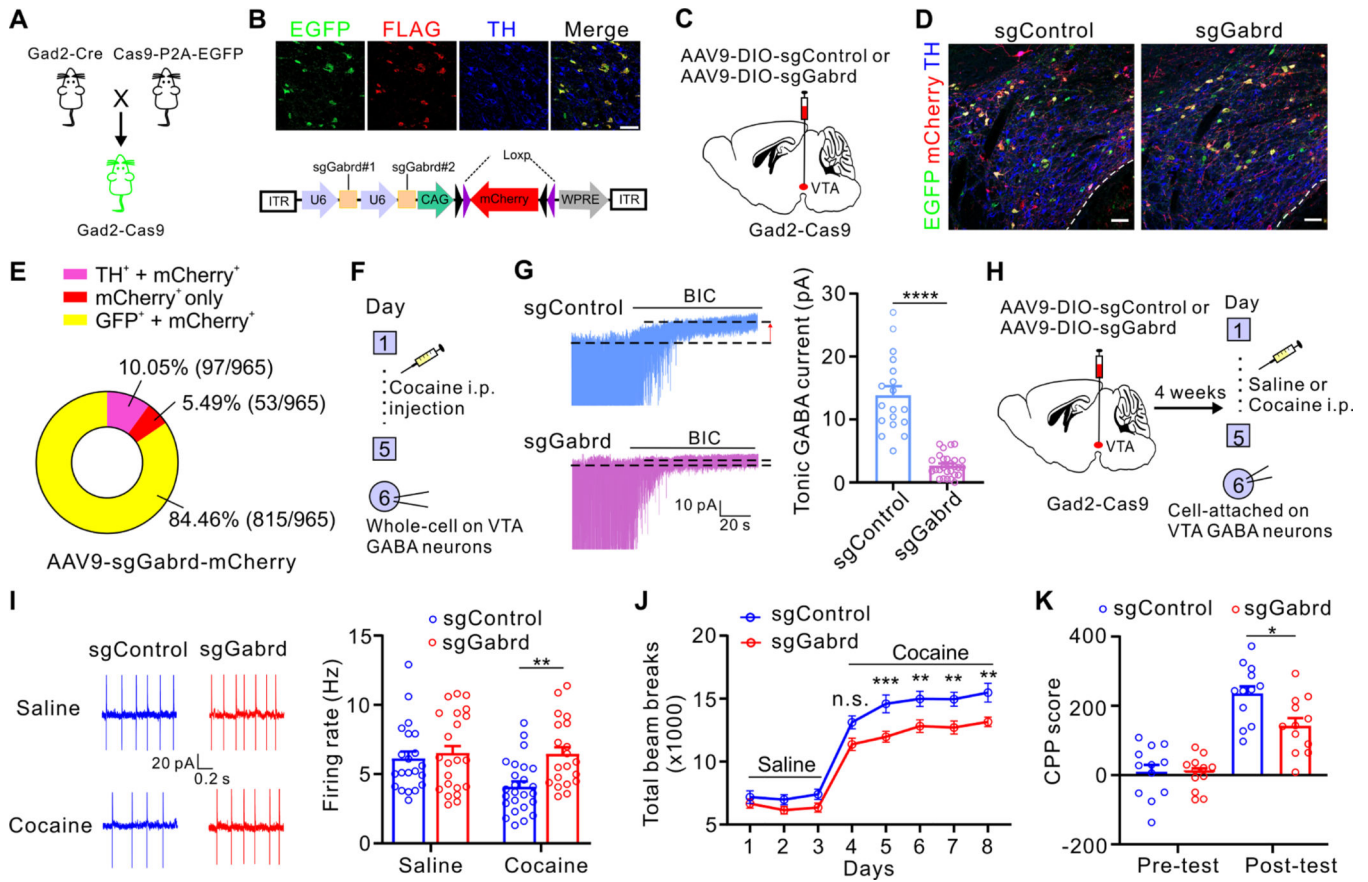 A
Gad2-Cre
Cas9-P2A-EGFP
X
Gad2-Cas9
B
EGFP
FLAG
TH
Merge
sgGabrd#1
sgGabrd#2
Loxp
ITR
U6
U6
CAG
mCherry
WPRE
ITR
C
AAV9-DIO-sgControl or
AAV9-DIO-sgGabrd
VTA
Gad2-Cas9
D
sgControl
sgGabrd
EGFP mCherry TH
E
TH⁺ + mCherry⁺
mCherry⁺ only
GFP⁺ + mCherry⁺
10.05% (97/965)
5.49% (53/965)
84.46% (815/965)
AAV9-sgGabrd-mCherry
F
Day
1
Cocaine i.p.
injection
5
6
Whole-cell on VTA
GABA neurons
G
sgControl
BIC
sgGabrd
BIC
10 pA
20 s
Tonic GABA current (pA)
30
20
10
0
****
sgControl
sgGabrd
H
AAV9-DIO-sgControl or
AAV9-DIO-sgGabrd
VTA
Gad2-Cas9
4 weeks
Day
1
Saline or
Cocaine i.p.
5
6
Cell-attached on
VTA GABA neurons
I
sgControl
sgGabrd
Saline
20 pA
0.2 s
Cocaine
sgControl
sgGabrd
Firing rate (Hz)
15
10
5
0
**
Saline
Cocaine
J
sgControl
sgGabrd
Total beam breaks
(x1000)
20
15
10
5
Saline
Cocaine
n.s.
***
**
**
**
1 2 3 4 5 6 7 8
Days
K
sgControl
sgGabrd
CPP score
400
200
0
-200
*
Pre-test
Post-test